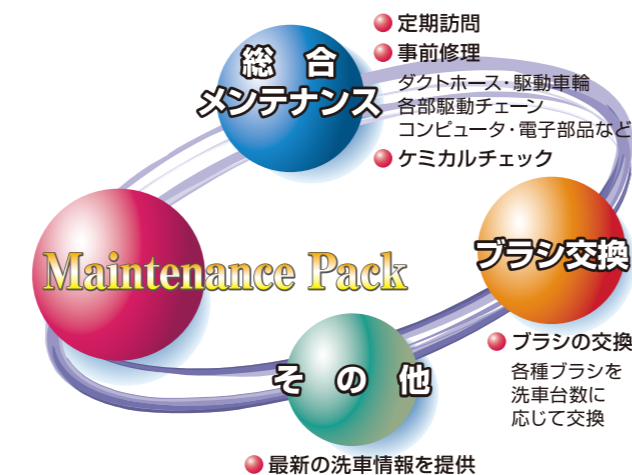 総合
メンテナンス
● 定期訪問
● 事前修理
ダクトホース・駆動車輪
各部駆動チェーン
コンピュータ・電子部品など
● ケミカルチェック
Maintenance Pack
ブラシ交換
● ブラシの交換
各種ブラシを
洗車台数に
応じて交換
その他
● 最新の洗車情報を提供